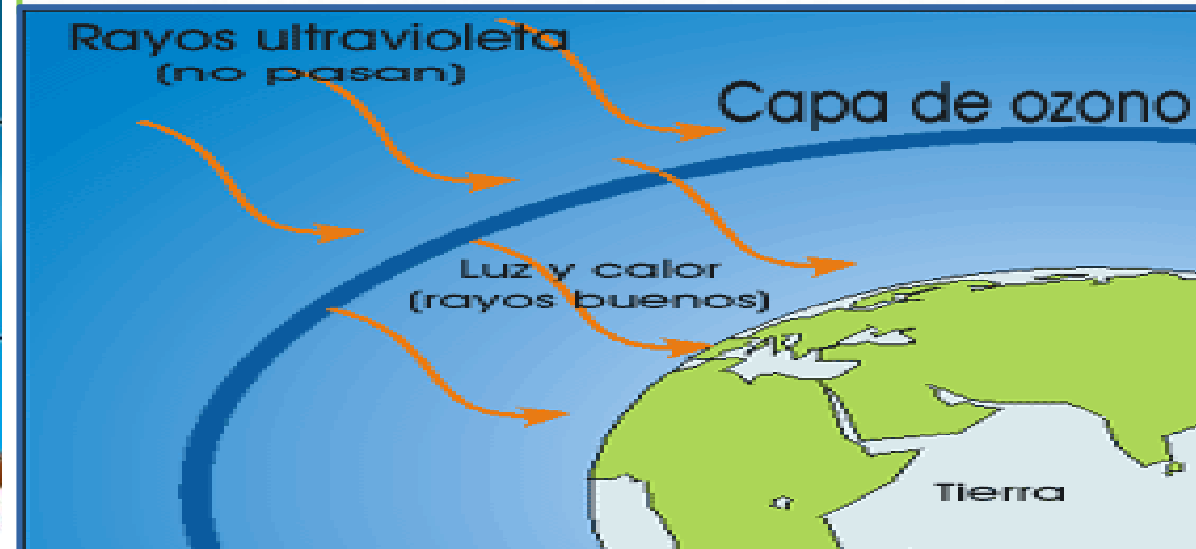 Rayos ultravioleta
(no pasan)
Capa de ozono
Luz y calor
(rayos buenos)
Tierra